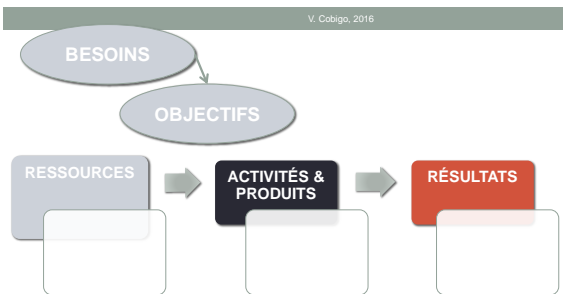 V. Cobigo, 2016
BESOINS
OBJECTIFS
RESSOURCES
ACTIVITÉS &
PRODUITS
RÉSULTATS